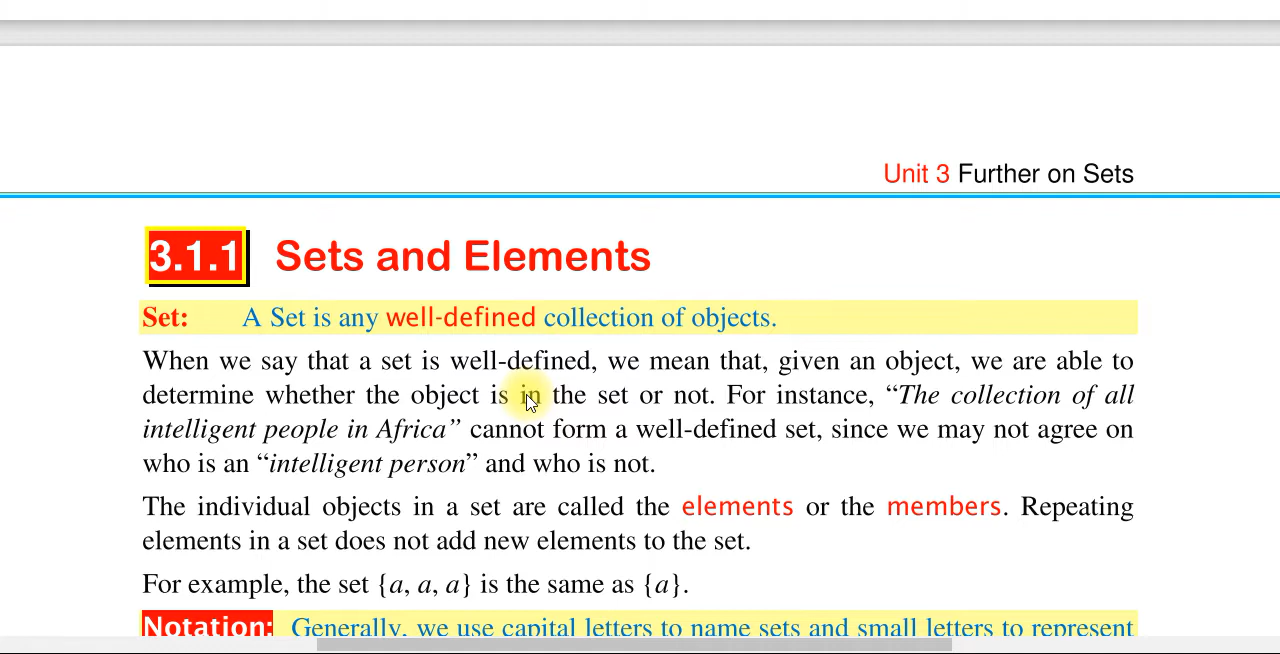 Unit 3 Further on Sets
3.1.1 Sets and Elements
Set: A Set is any well-defined collection of objects.
When we say that a set is well-defined, we mean that, given an object, we are able to
determine whether the object is in the set or not. For instance, “The collection of all
intelligent people in Africa” cannot form a well-defined set, since we may not agree on
who is an “intelligent person” and who is not.
The individual objects in a set are called the elements or the members. Repeating
elements in a set does not add new elements to the set.
For example, the set {a, a, a} is the same as {a}.
Notation: Generally, we use capital letters to name sets and small letters to represent